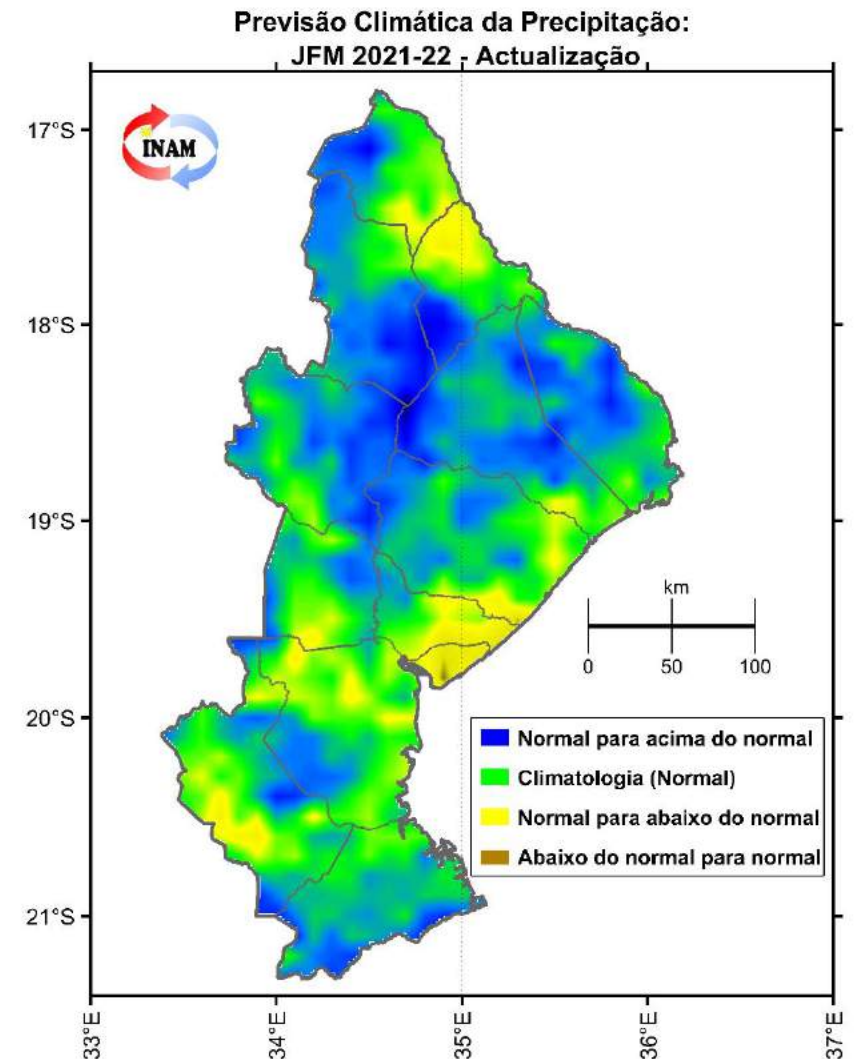 Previsão Climática da Precipitação:
JFM 2021-22 - Actualização
INAM
17°S
18°S
19°S
20°S
21°S
km
0 50 100
Normal para acima do normal
Climatologia (Normal)
Normal para abaixo do normal
Abaixo do normal para normal
33°E 34°E 35°E 36°E 37°E